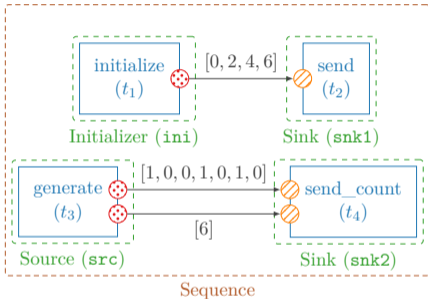 initialize
(t₁)
[0, 2, 4, 6]
send
(t₂)
Initializer (ini)
Sink (snk1)
generate
(t₃)
[1, 0, 0, 1, 0, 1, 0]
[6]
send_count
(t₄)
Source (src)
Sink (snk2)
Sequence